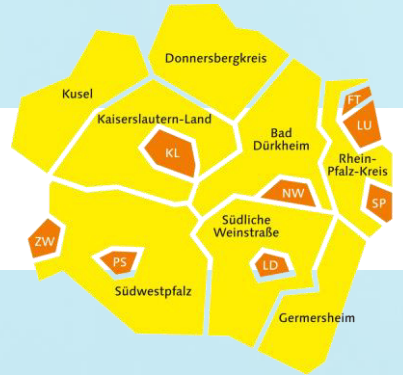 Donnersbergkreis
Kusel
FT
Kaiserslautern-Land
LU
Bad
Dürkheim
KL
Rhein-
Pfalz-Kreis
NW
SP
Südliche
Weinstraße
ZW
PS
LD
Südwestpfalz
Germersheim